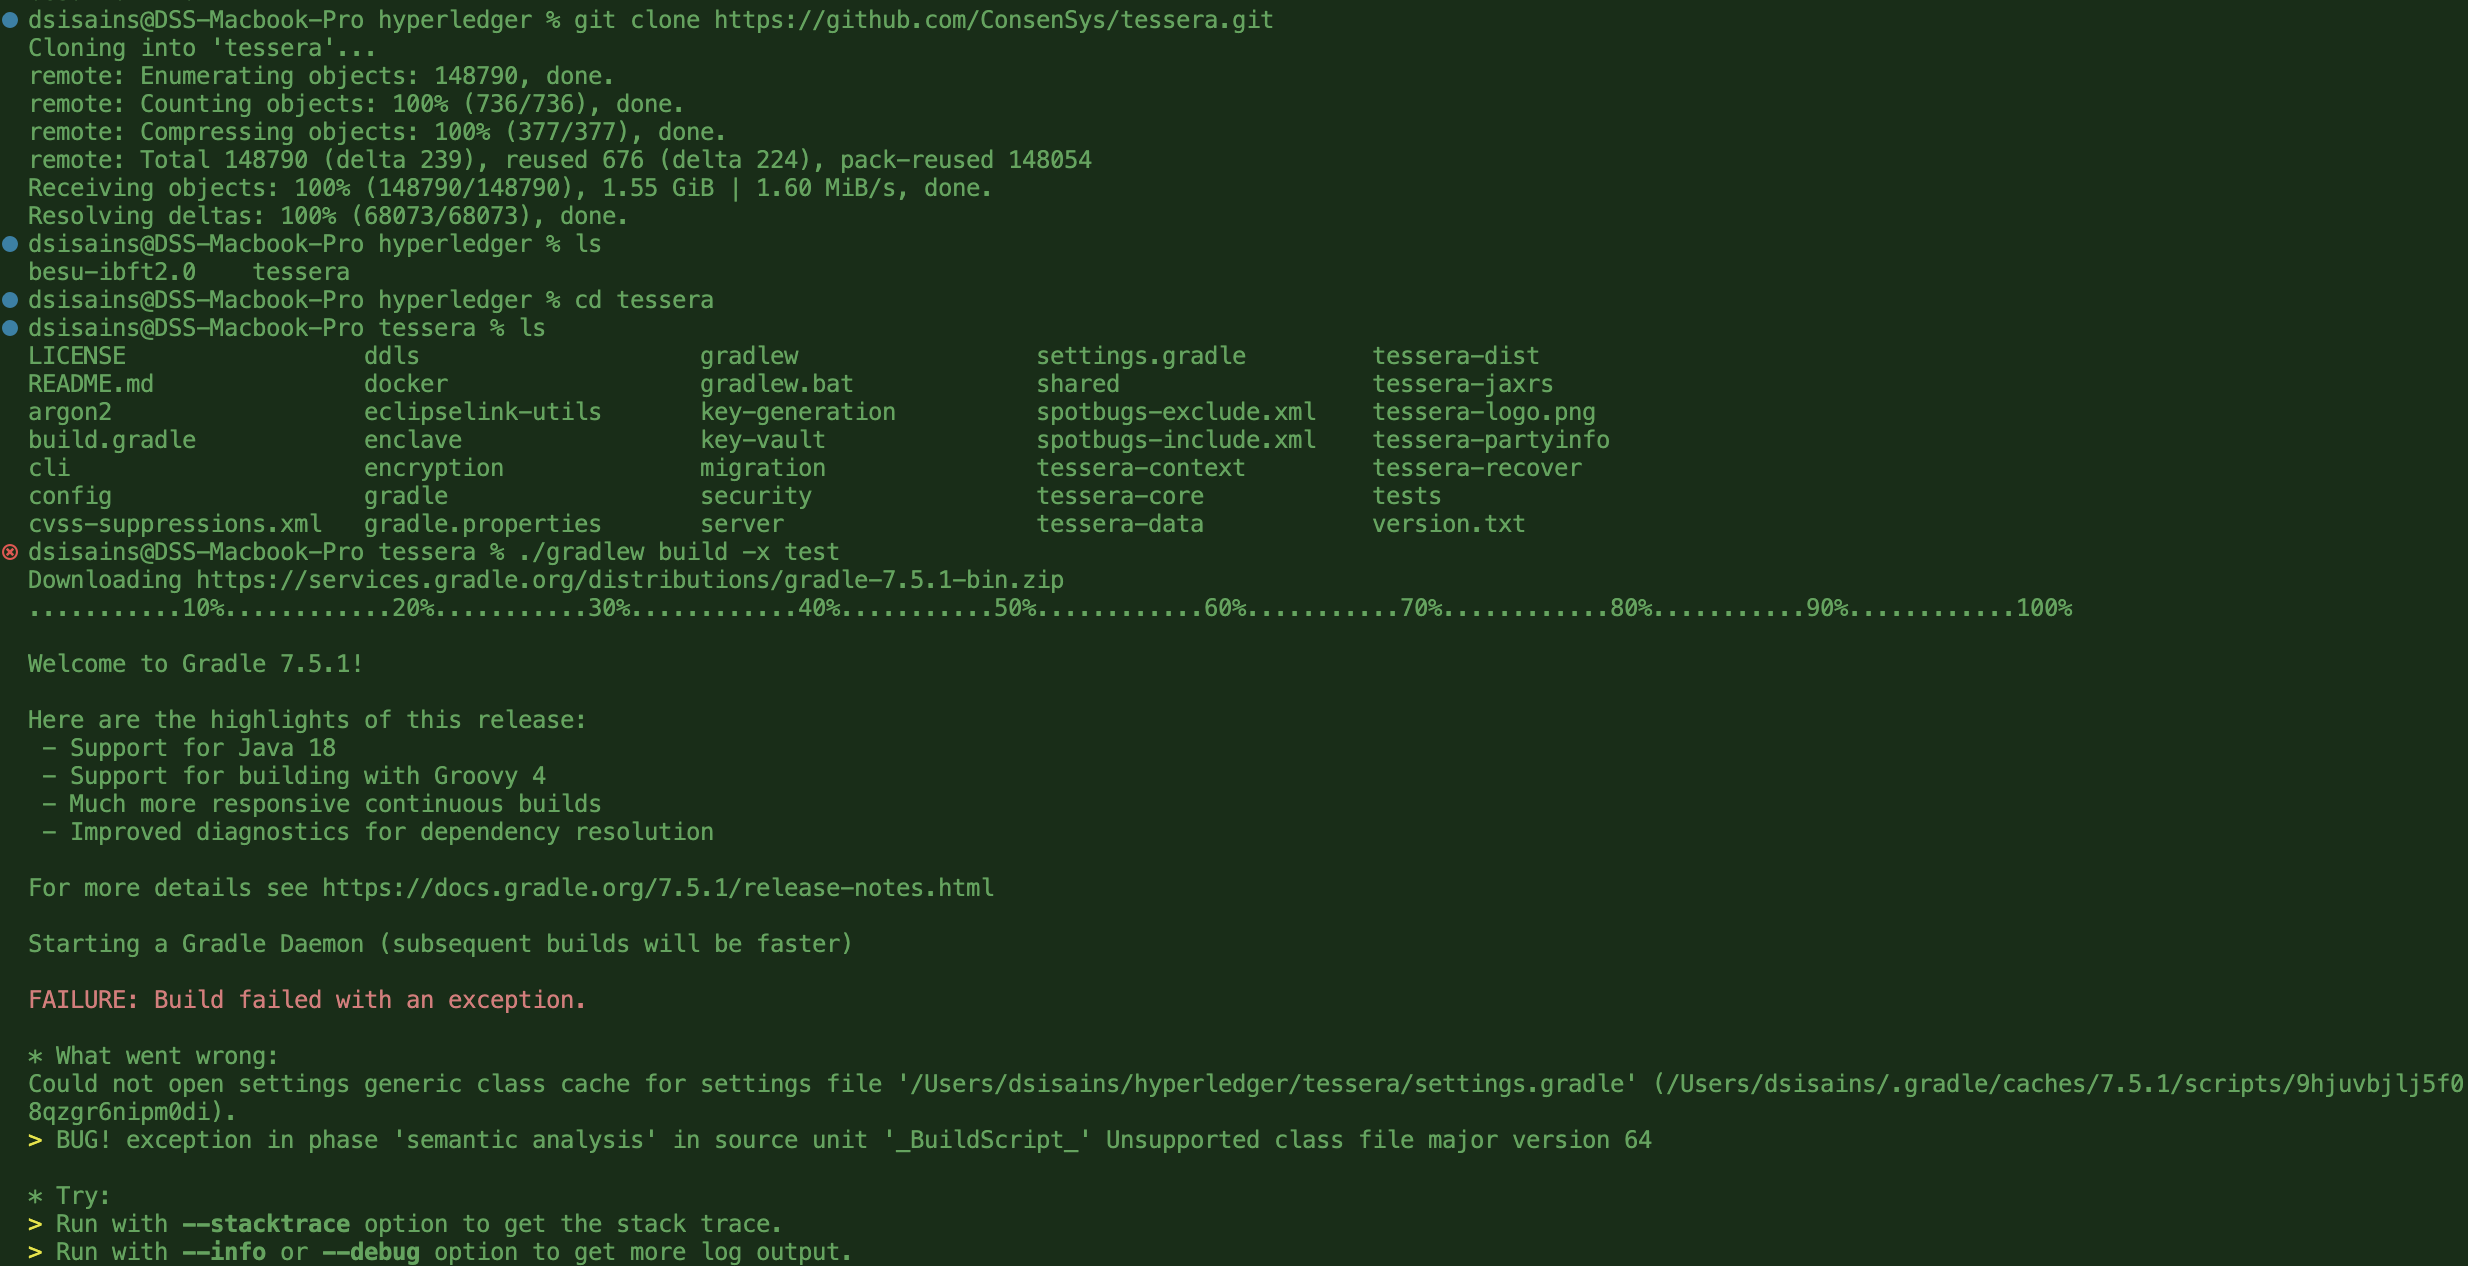 dsisains@DSS-Macbook-Pro hyperledger % git clone https://github.com/ConsenSys/tessera.git
Cloning into 'tessera'...
remote: Enumerating objects: 148790, done.
remote: Counting objects: 100% (736/736), done.
remote: Compressing objects: 100% (377/377), done.
remote: Total 148790 (delta 239), reused 676 (delta 224), pack-reused 148054
Receiving objects: 100% (148790/148790), 1.55 GiB | 1.60 MiB/s, done.
Resolving deltas: 100% (68073/68073), done.
dsisains@DSS-Macbook-Pro hyperledger % ls
besu-ibft2.0    tessera
dsisains@DSS-Macbook-Pro hyperledger % cd tessera
dsisains@DSS-Macbook-Pro tessera % ls
LICENSE                 ddls                    gradlew                 settings.gradle         tessera-dist
README.md               docker                  gradlew.bat             shared                  tessera-jaxrs
argon2                  eclipselink-utils       key-generation          spotbugs-exclude.xml    tessera-logo.png
build.gradle            enclave                 key-vault               spotbugs-include.xml    tessera-partyinfo
cli                     encryption              migration               tessera-context         tessera-recover
config                  gradle                  security                tessera-core            tests
cvss-suppressions.xml   gradle.properties       server                  tessera-data            version.txt
dsisains@DSS-Macbook-Pro tessera % ./gradlew build -x test
Downloading https://services.gradle.org/distributions/gradle-7.5.1-bin.zip
...........10%............20%...........30%............40%...........50%............60%...........70%............80%...........90%............100%
Welcome to Gradle 7.5.1!
Here are the highlights of this release:
 - Support for Java 18
 - Support for building with Groovy 4
 - Much more responsive continuous builds
 - Improved diagnostics for dependency resolution
For more details see https://docs.gradle.org/7.5.1/release-notes.html
Starting a Gradle Daemon (subsequent builds will be faster)
FAILURE: Build failed with an exception.
* What went wrong:
Could not open settings generic class cache for settings file '/Users/dsisains/hyperledger/tessera/settings.gradle' (/Users/dsisains/.gradle/caches/7.5.1/scripts/9hjuvbjlj5f0
8qzgr6nipm0di).
> BUG! exception in phase 'semantic analysis' in source unit '_BuildScript_' Unsupported class file major version 64
* Try:
> Run with --stacktrace option to get the stack trace.
> Run with --info or --debug option to get more log output.